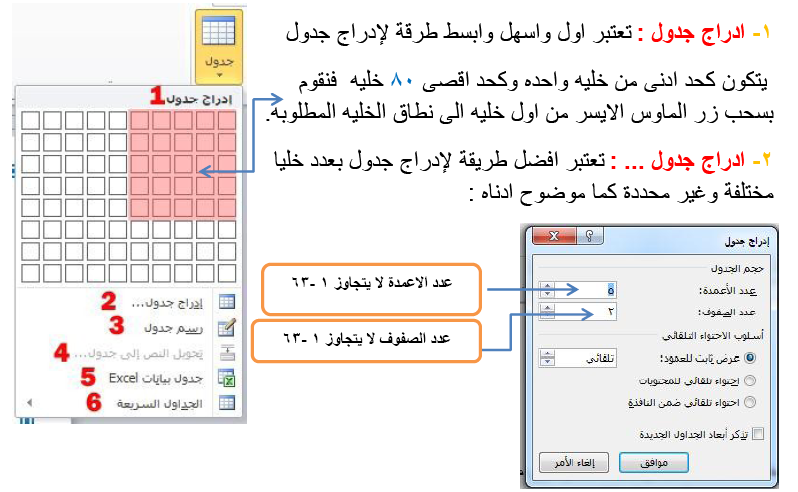 ١- ادراج جدول : تعتبر اول واسهل وابسط طرقة لإدراج جدول
يتكون كحد ادنى من خليه واحده وكحد اقصى ٨٠ خليه فنقوم
بسحب زر الماوس الايسر من اول خليه الى نطاق الخليه المطلوبة.
٢- ادراج جدول ... : تعتبر افضل طريقة لإدراج جدول بعدد خليا
مختلفة وغير محددة كما موضوح ادناه :
جدول
إدراج جدول 1
2 إدراج جدول...
3 رسم جدول
4 تحويل النص إلى جدول...
5 جدول بيانات Excel
6 الجداول السريعة
عدد الاعمدة لا يتجاوز ١ -٦٣
عدد الصفوف لا يتجاوز ١ -٦٣
إدراج جدول
حجم الجدول
عدد الأعمدة: ٥
عدد الصفوف: ٢
أسلوب الاحتواء التلقائي
عرض ثابت للعمود: تلقائي
احتواء تلقائي للمحتويات
احتواء تلقائي ضمن النافذة
تذكر أبعاد الجداول الجديدة
موافق
إلغاء الأمر